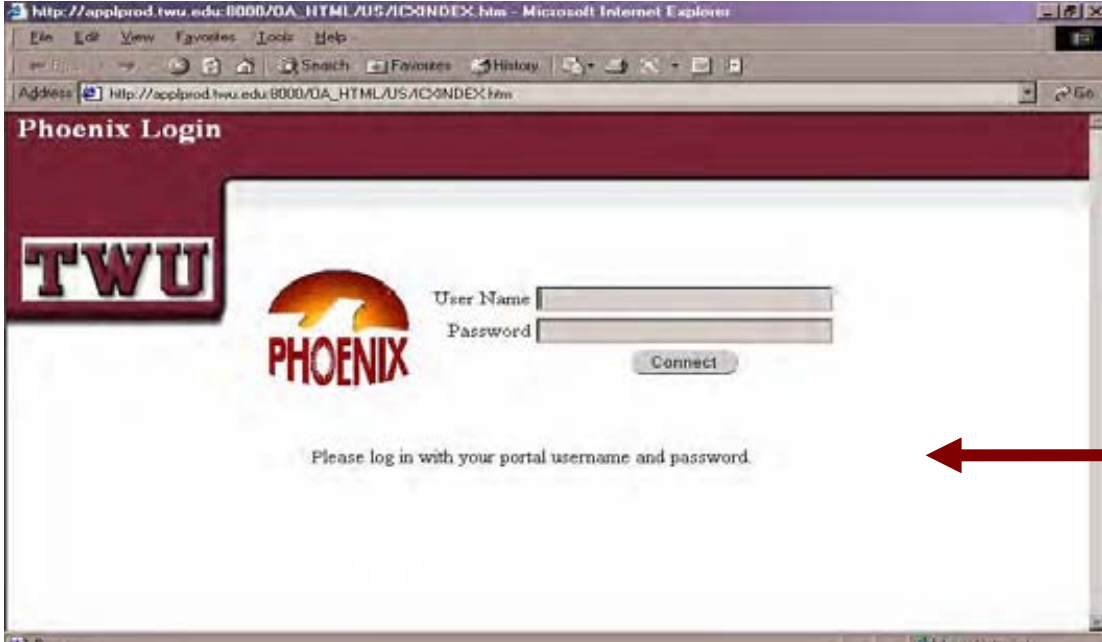 http://applprod.twu.edu:8000/OA_HTML/US/ICXINDEX.htm - Microsoft Internet Explorer
File Edit View Favorites Tools Help
Search Favorites History
Address http://applprod.twu.edu:8000/OA_HTML/US/ICXINDEX.htm Go
Phoenix Login
TWU
User Name
Password
PHOENIX
Connect
Please log in with your portal username and password.